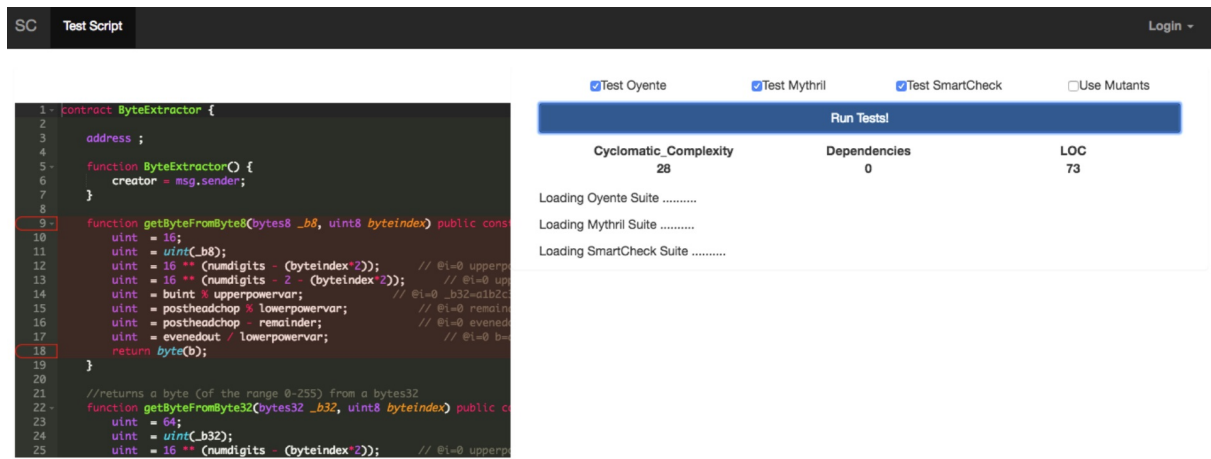 SC Test Script Login
Test Oyente Test Mythril Test SmartCheck Use Mutants
Run Tests!
Cyclomatic_Complexity Dependencies LOC
28 0 73
Loading Oyente Suite ..........
Loading Mythril Suite ..........
Loading SmartCheck Suite ..........
1 contract ByteExtractor {
2
3 address ;
4
5 function ByteExtractor() {
6 creator = msg.sender;
7 }
8
9 function getByteFromByte8(bytes8 _b8, uint8 byteindex) public const
10 uint = 16;
11 uint = uint(_b8);
12 uint = 16 ** (numdigits - (byteindex*2)); // @i=0 upperpo
13 uint = 16 ** (numdigits - 2 - (byteindex*2)); // @i=0 up
14 uint = buint % upperpowervar; // @i=0 _b32=a1b2c3
15 uint = postheadchop % lowerpowervar; // @i=0 remain
16 uint = postheadchop - remainder; // @i=0 evened
17 uint = evenedout / lowerpowervar; // @i=0 b=
18 return byte(b);
19 }
20
21 //returns a byte (of the range 0-255) from a bytes32
22 function getByteFromByte32(bytes32 _b32, uint8 byteindex) public c
23 uint = 64;
24 uint = uint(_b32);
25 uint = 16 ** (numdigits - (byteindex*2)); // @i=0 upperpo